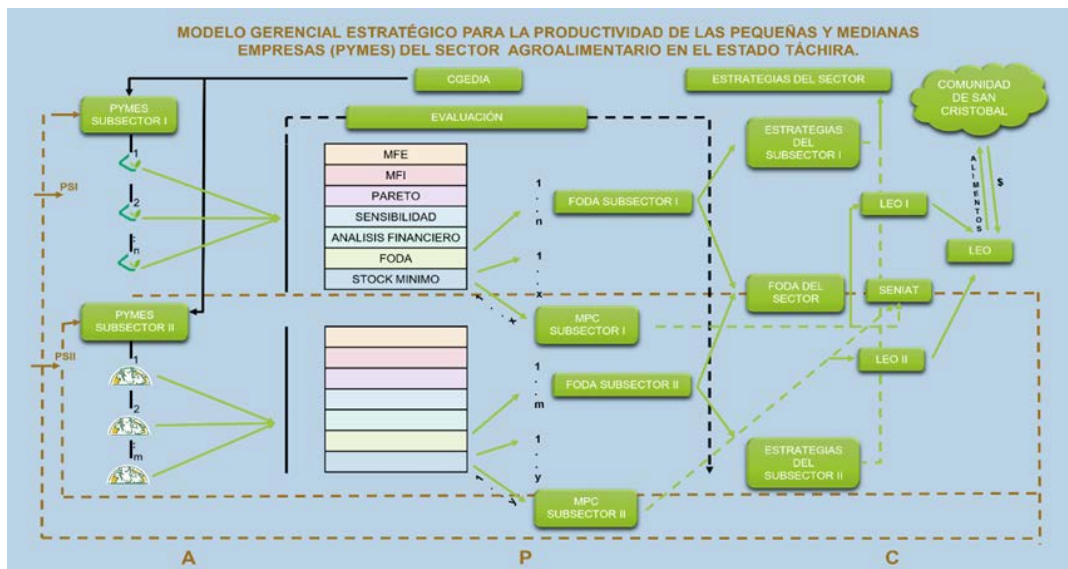 MODELO GERENCIAL ESTRATÉGICO PARA LA PRODUCTIVIDAD DE LAS PEQUEÑAS Y MEDIANAS
EMPRESAS (PYMES) DEL SECTOR AGROALIMENTARIO EN EL ESTADO TÁCHIRA.
CGEDIA
ESTRATEGIAS DEL SECTOR
COMUNIDAD
DE SAN
CRISTOBAL
PYMES
SUBSECTOR I
EVALUACIÓN
ESTRATEGIAS
DEL
SUBSECTOR I
1
2
:
n
PSI
MFE
MFI
PARETO
SENSIBILIDAD
ANALISIS FINANCIERO
FODA
STOCK MINIMO
1..n
FODA SUBSECTOR I
1..x
1..x
LEO I
ALIMENTOS
$
LEO
FODA DEL
SECTOR
SENIAT
PYMES
SUBSECTOR II
MPC
SUBSECTOR I
PSII
LEO II
1
2
:
m
1..m
FODA SUBSECTOR II
1..y
1..y
ESTRATEGIAS
DEL
SUBSECTOR II
MPC
SUBSECTOR II
A
P
C